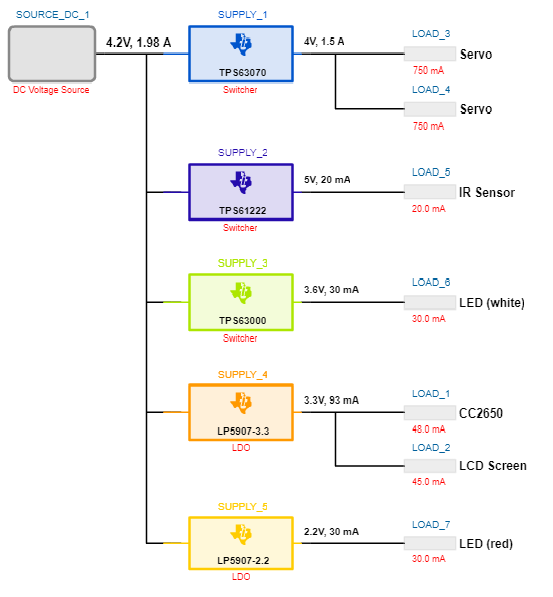 SOURCE_DC_1
4.2V, 1.98 A
DC Voltage Source
SUPPLY_1
TPS63070
Switcher
4V, 1.5 A
LOAD_3
Servo
750 mA
LOAD_4
Servo
750 mA
SUPPLY_2
TPS61222
Switcher
5V, 20 mA
LOAD_5
IR Sensor
20.0 mA
SUPPLY_3
TPS63000
Switcher
3.6V, 30 mA
LOAD_6
LED (white)
30.0 mA
SUPPLY_4
LP5907-3.3
LDO
3.3V, 93 mA
LOAD_1
CC2650
48.0 mA
LOAD_2
LCD Screen
45.0 mA
SUPPLY_5
LP5907-2.2
LDO
2.2V, 30 mA
LOAD_7
LED (red)
30.0 mA